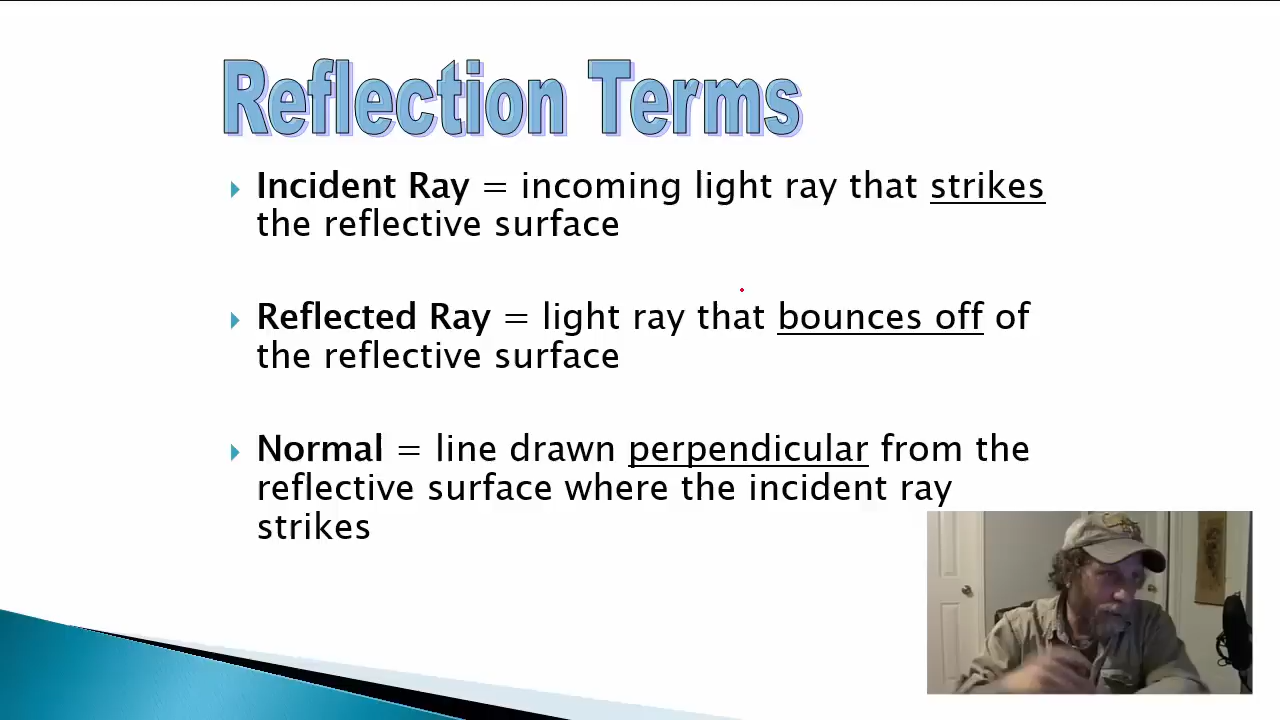 Reflection Terms
Incident Ray = incoming light ray that strikes
the reflective surface
Reflected Ray = light ray that bounces off of
the reflective surface
Normal = line drawn perpendicular from the
reflective surface where the incident ray
strikes